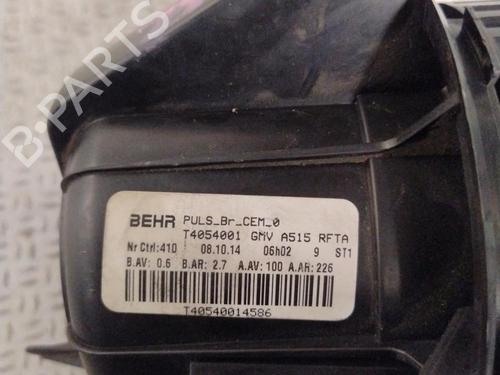 B-PARTS
BEHR PULS_Br_CEM_0
T4054001 GMV A515 RFTA
Nr Ctrl:410 08.10.14 06h02 9 ST1
B.AV: 0.6 B.AR: 2.7 A.AV: 100 A.AR: 226
T40540014586